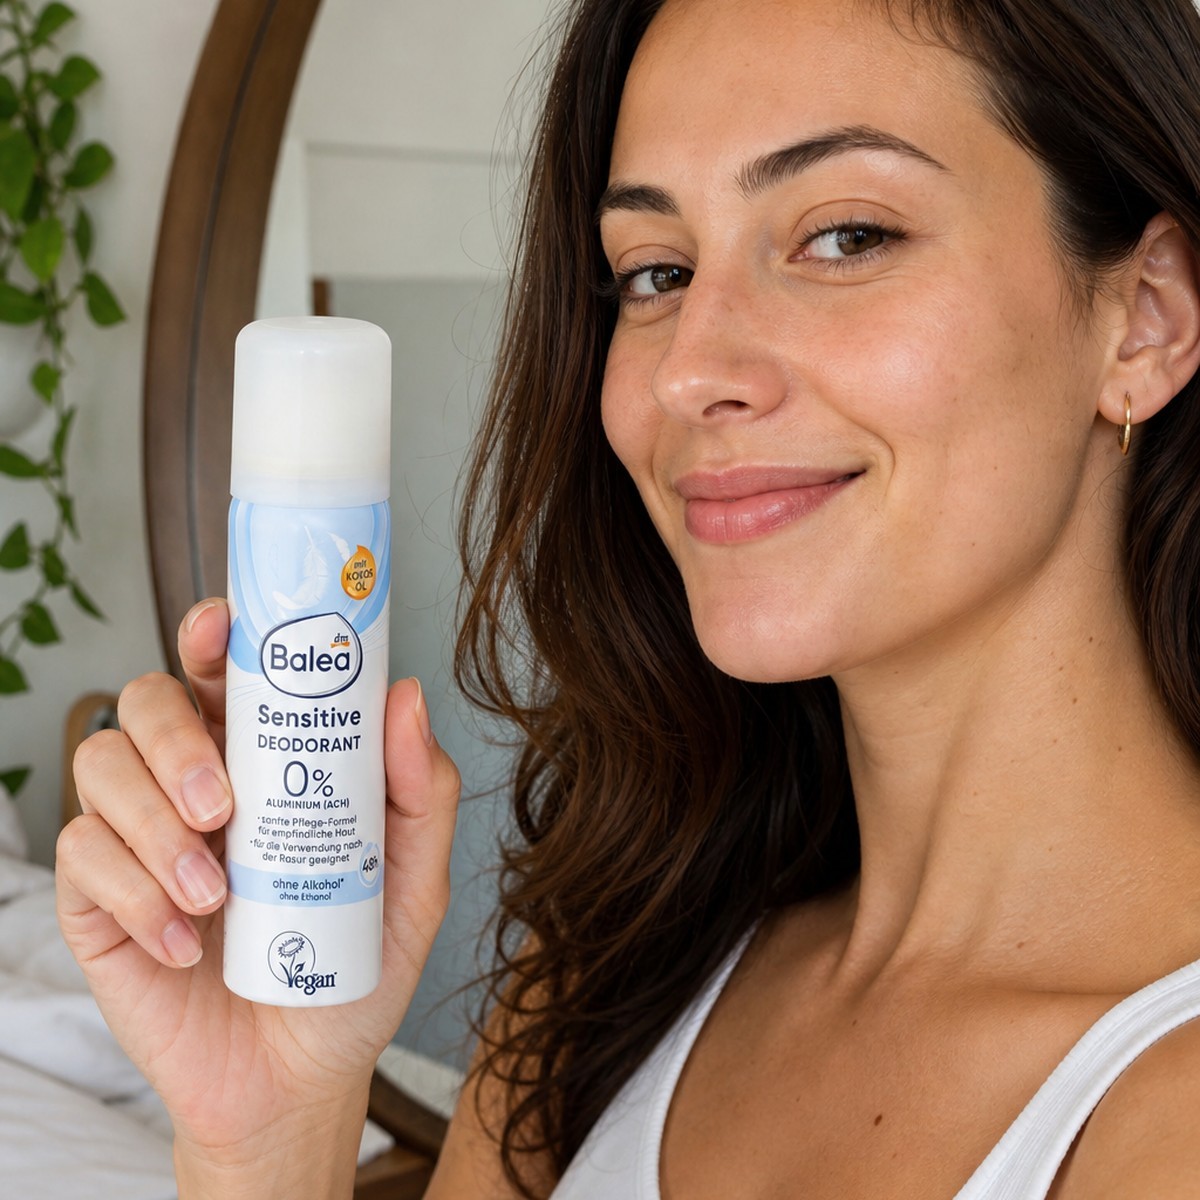 mit
KOKOS
ÖL
dm
Balea
Sensitive
DEODORANT
0%
ALUMINIUM (ACH)
· sanfte Pflege-Formel
für empfindliche Haut
· für die Verwendung nach
der Rasur geeignet
48h
ohne Alkohol*
ohne Ethanol
Vegan